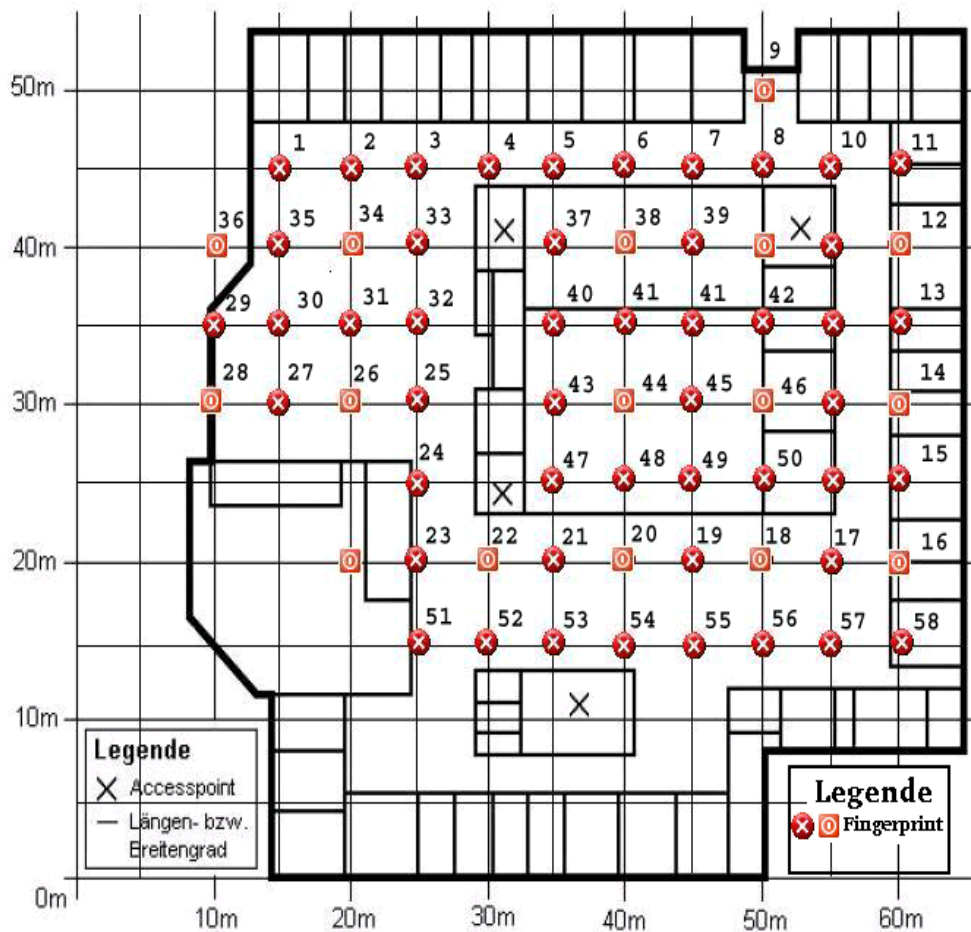 9
50m
1 2 3 4 5 6 7 8 10 11
36 35 34 33 37 38 39 12
40m
29 30 31 32 40 41 41 42 13
28 27 26 25 43 44 45 46 14
30m
24 47 48 49 50 15
23 22 21 20 19 18 17 16
20m
51 52 53 54 55 56 57 58
10m
Legende
Accesspoint
Längen- bzw.
Breitengrad
Legende
Fingerprint
0m
10m 20m 30m 40m 50m 60m